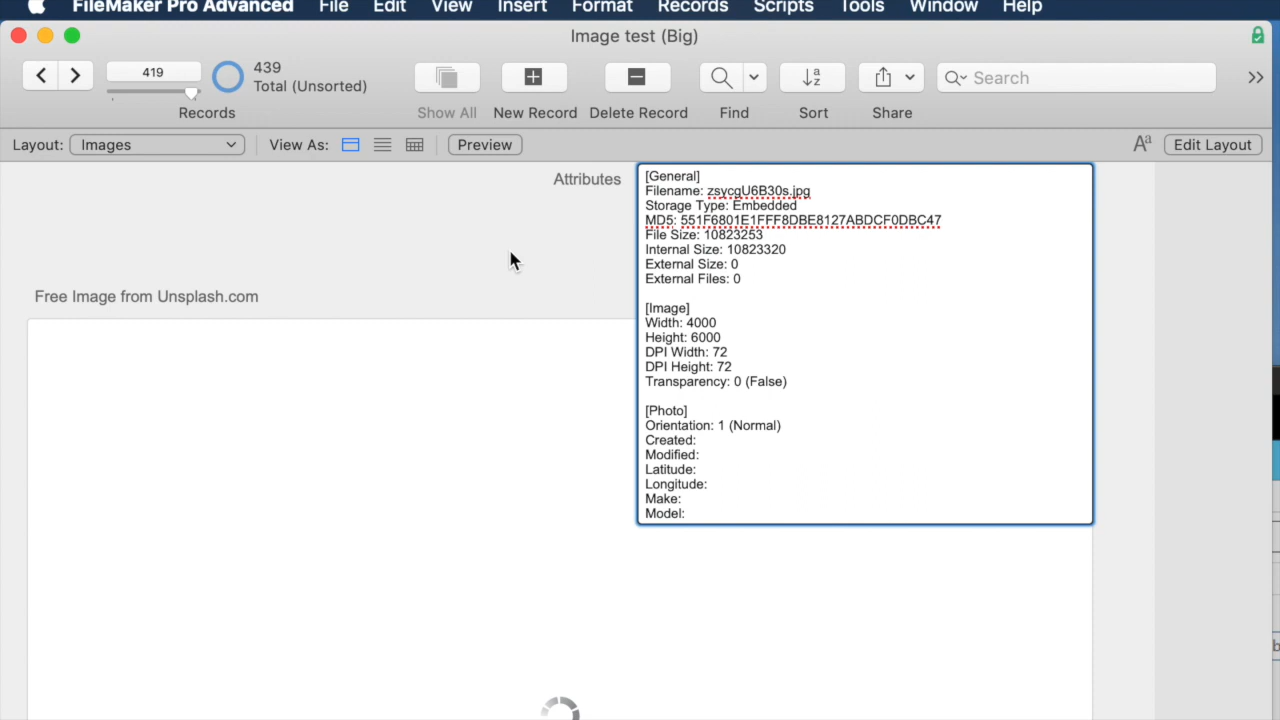 FileMaker Pro Advanced File Edit View Insert Format Records Scripts Tools Window Help
Image test (Big)
419
439
Total (Unsorted)
Search
Records
Show All
New Record
Delete Record
Find
Sort
Share
Layout: Images
View As:
Preview
Aa
Edit Layout
Attributes
[General]
Filename: zsycgU6B30s.jpg
Storage Type: Embedded
MD5: 551F6801E1FFF8DBE8127ABDCF0DBC47
File Size: 10823253
Internal Size: 10823320
External Size: 0
External Files: 0
[Image]
Width: 4000
Height: 6000
DPI Width: 72
DPI Height: 72
Transparency: 0 (False)
[Photo]
Orientation: 1 (Normal)
Created:
Modified:
Latitude:
Longitude:
Make:
Model:
Free Image from Unsplash.com